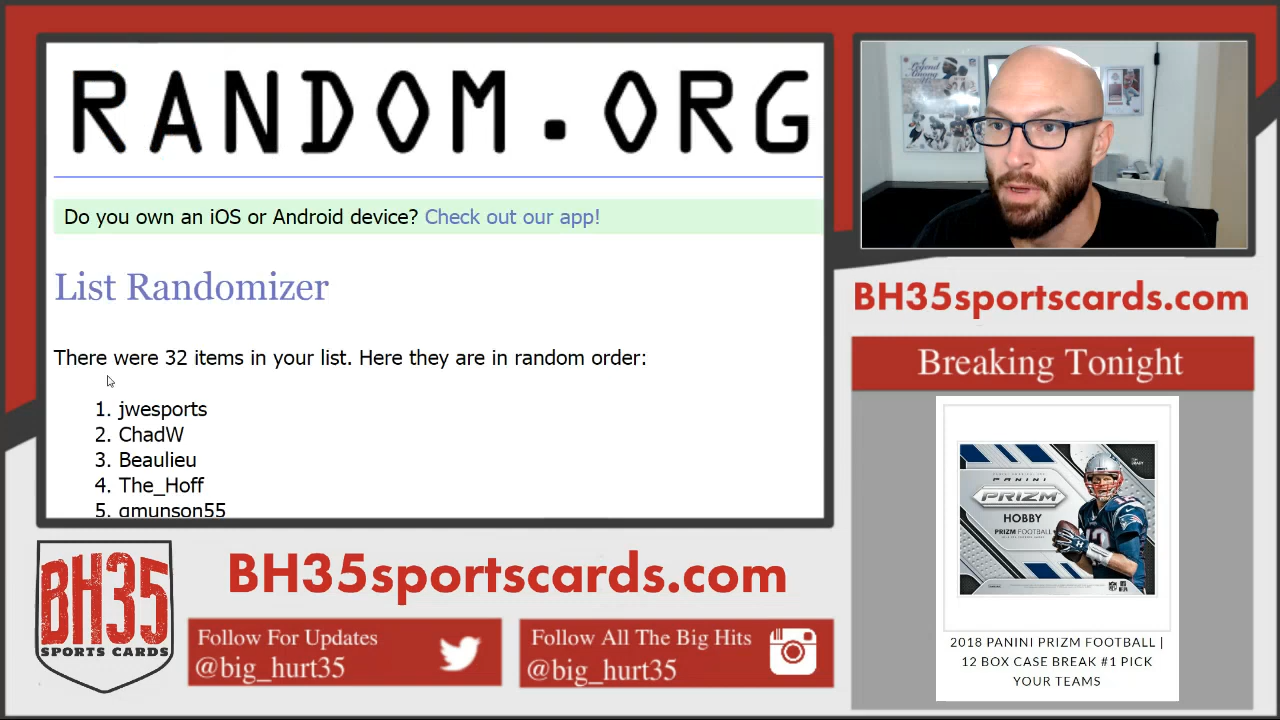 RANDOM.ORG
Do you own an iOS or Android device? Check out our app!
List Randomizer
There were 32 items in your list. Here they are in random order:
1. jwesports
2. ChadW
3. Beaulieu
4. The_Hoff
5. gmunson55
BH35sportscards.com
Breaking Tonight
PANINI
PRIZM
HOBBY
PRIZM FOOTBALL
2018 PANINI PRIZM FOOTBALL |
12 BOX CASE BREAK #1 PICK
YOUR TEAMS
BH35
SPORTS CARDS
BH35sportscards.com
Follow For Updates
@big_hurt35
Follow All The Big Hits
@big_hurt35